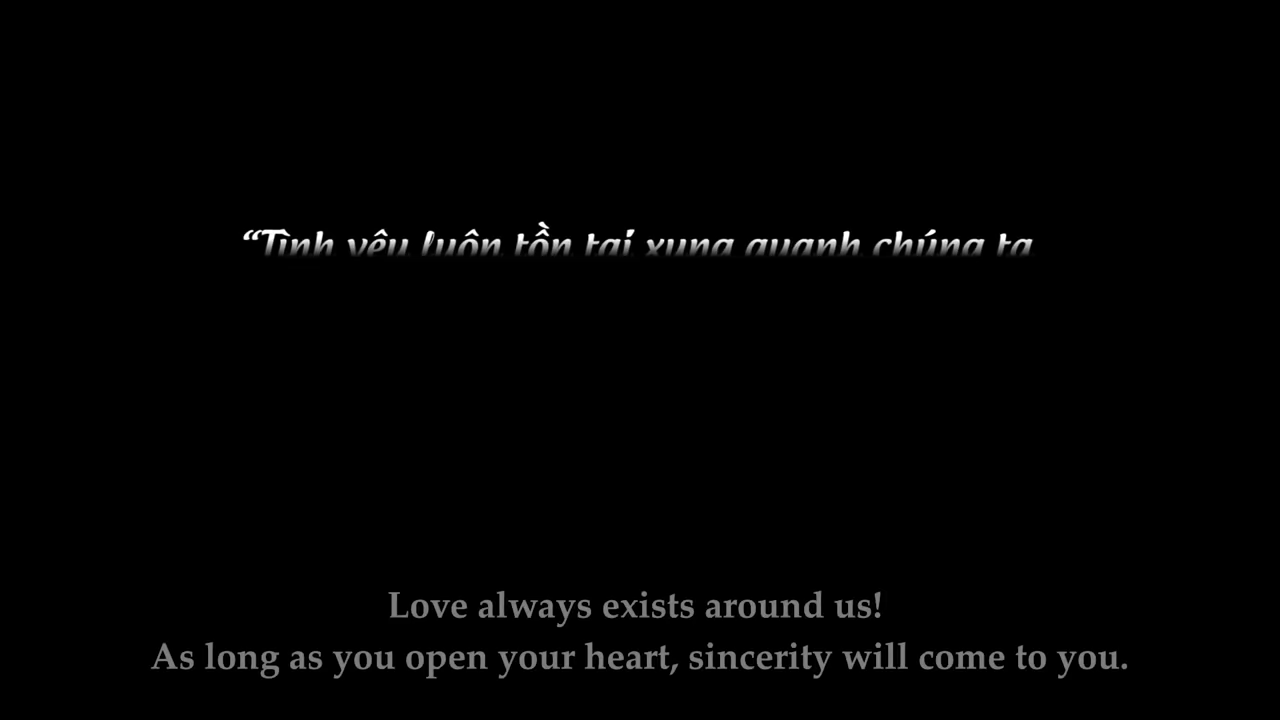 “Tình yêu luôn tồn tại xung quanh chúng ta
Love always exists around us!
As long as you open your heart, sincerity will come to you.